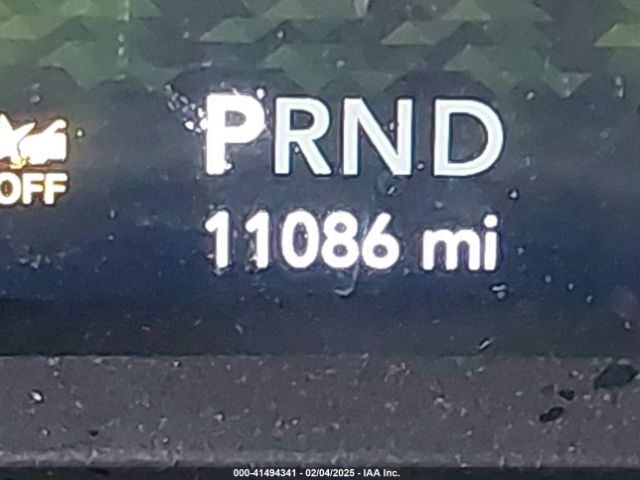 PRND
OFF
11086 mi
000-41494341 - 02/04/2025 - IAA Inc.